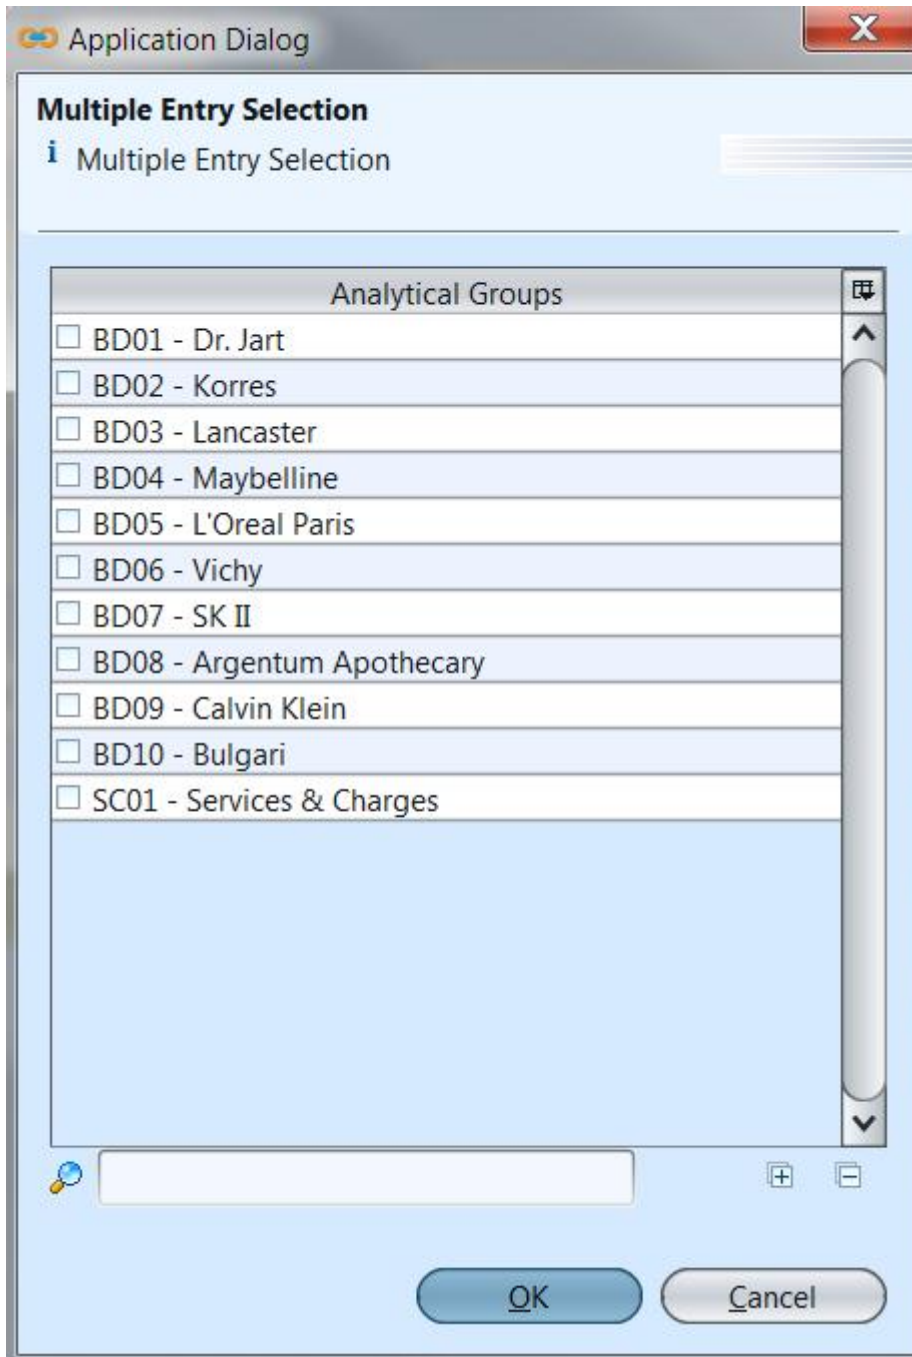 Application Dialog
Multiple Entry Selection
Multiple Entry Selection
Analytical Groups
BD01 - Dr. Jart
BD02 - Korres
BD03 - Lancaster
BD04 - Maybelline
BD05 - L'Oreal Paris
BD06 - Vichy
BD07 - SK II
BD08 - Argentum Apothecary
BD09 - Calvin Klein
BD10 - Bulgari
SC01 - Services & Charges
OK Cancel